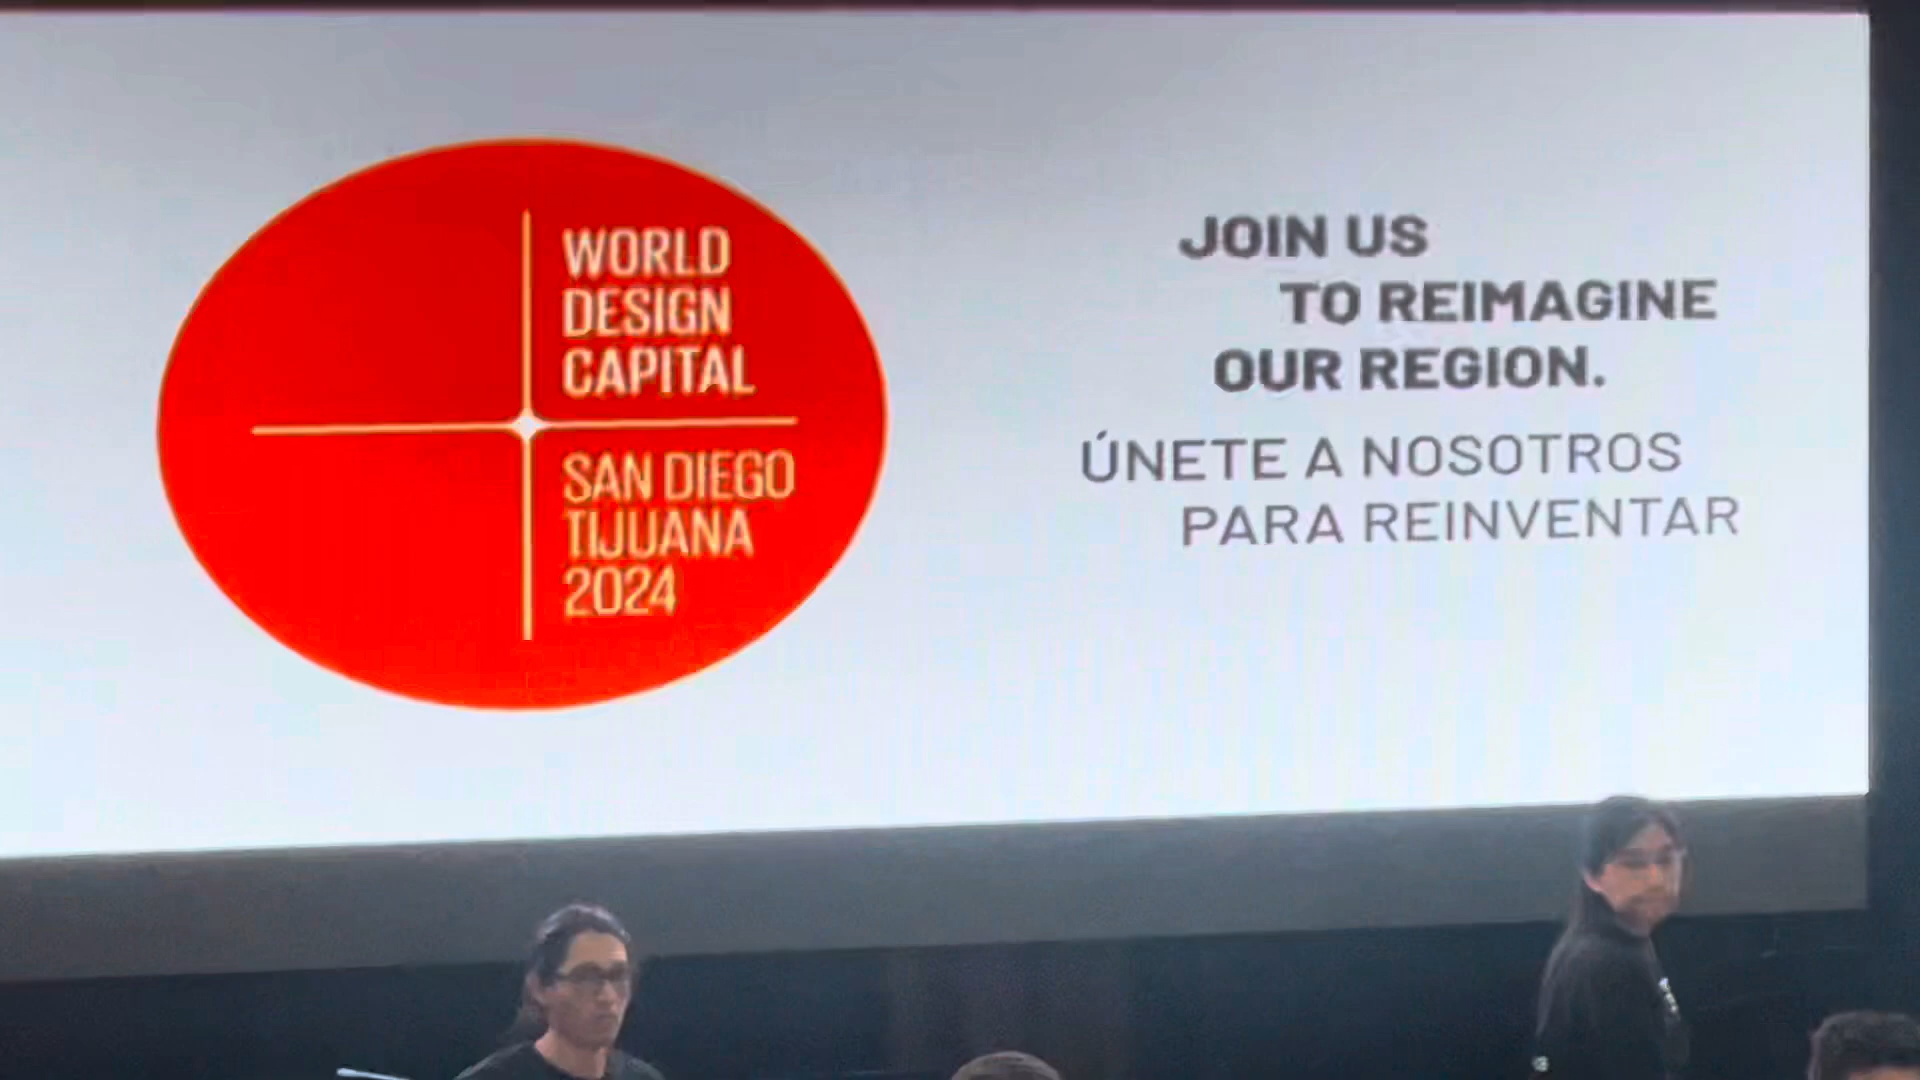 WORLD
DESIGN
CAPITAL
SAN DIEGO
TIJUANA
2024
JOIN US
TO REIMAGINE
OUR REGION.
ÚNETE A NOSOTROS
PARA REINVENTAR